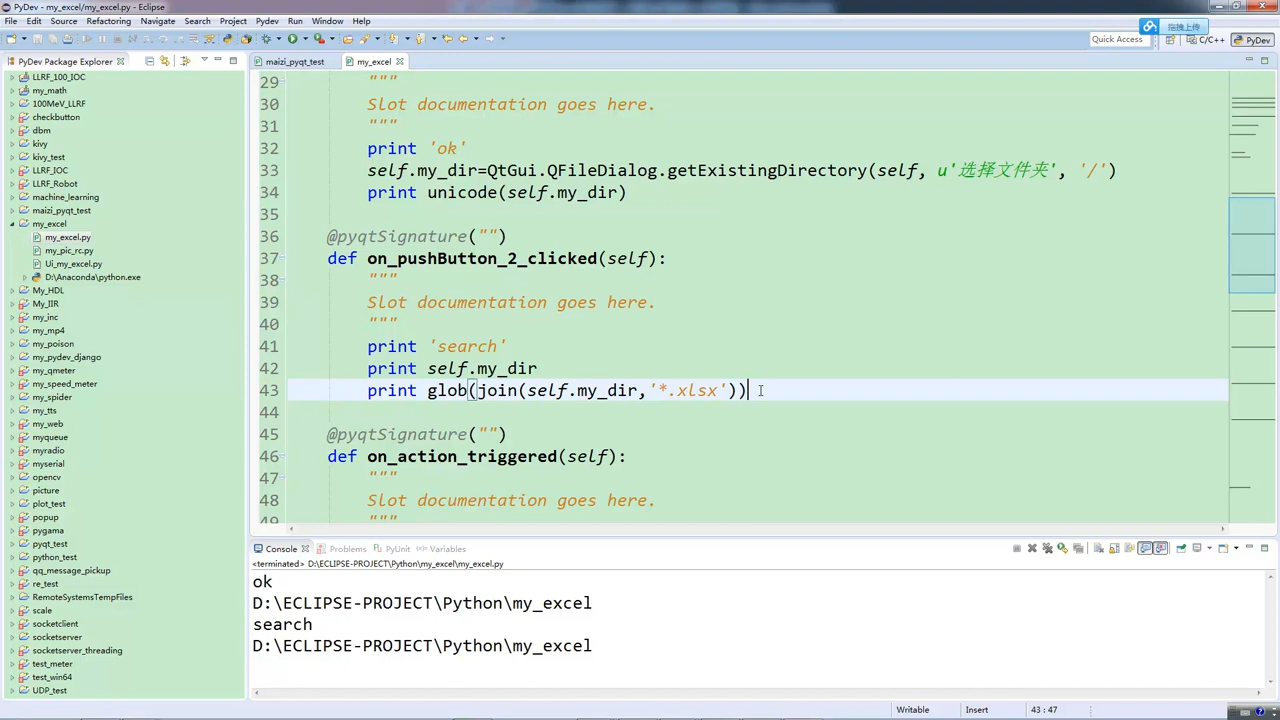 PyDev - my_excel/my_excel.py - Eclipse
File Edit Source Refactoring Navigate Search Project Pydev Run Window Help
拖拽上传
Quick Access
C/C++
PyDev
PyDev Package Explorer
LLRF_100_IOC
my_math
100MeV_LLRF
checkbutton
dbm
kivy
kivy_test
LLRF_IOC
LLRF_Robot
machine_learning
maizi_pyqt_test
my_excel
my_excel.py
my_pic_rc.py
Ui_my_excel.py
D:\Anaconda\python.exe
My_HDL
My_IIR
my_inc
my_mp4
my_poison
my_pydev_django
my_qmeter
my_speed_meter
my_spider
my_tts
my_web
myqueue
myradio
myserial
opencv
picture
plot_test
popup
pygama
pyqt_test
python_test
qq_message_pickup
re_test
RemoteSystemsTempFiles
scale
socketclient
socketserver
socketserver_threading
test_meter
test_win64
UDP_test
maizi_pyqt_test
my_excel
29 """
30 Slot documentation goes here.
31 """
32 print 'ok'
33 self.my_dir=QtGui.QFileDialog.getExistingDirectory(self, u'选择文件夹', '/')
34 print unicode(self.my_dir)
35
36 @pyqtSignature("")
37 def on_pushButton_2_clicked(self):
38 """
39 Slot documentation goes here.
40 """
41 print 'search'
42 print self.my_dir
43 print glob(join(self.my_dir,'*.xlsx'))
44
45 @pyqtSignature("")
46 def on_action_triggered(self):
47 """
48 Slot documentation goes here.
49 """
Console Problems PyUnit Variables
<terminated> D:\ECLIPSE-PROJECT\Python\my_excel\my_excel.py
ok
D:\ECLIPSE-PROJECT\Python\my_excel
search
D:\ECLIPSE-PROJECT\Python\my_excel
Writable Insert 43 : 47